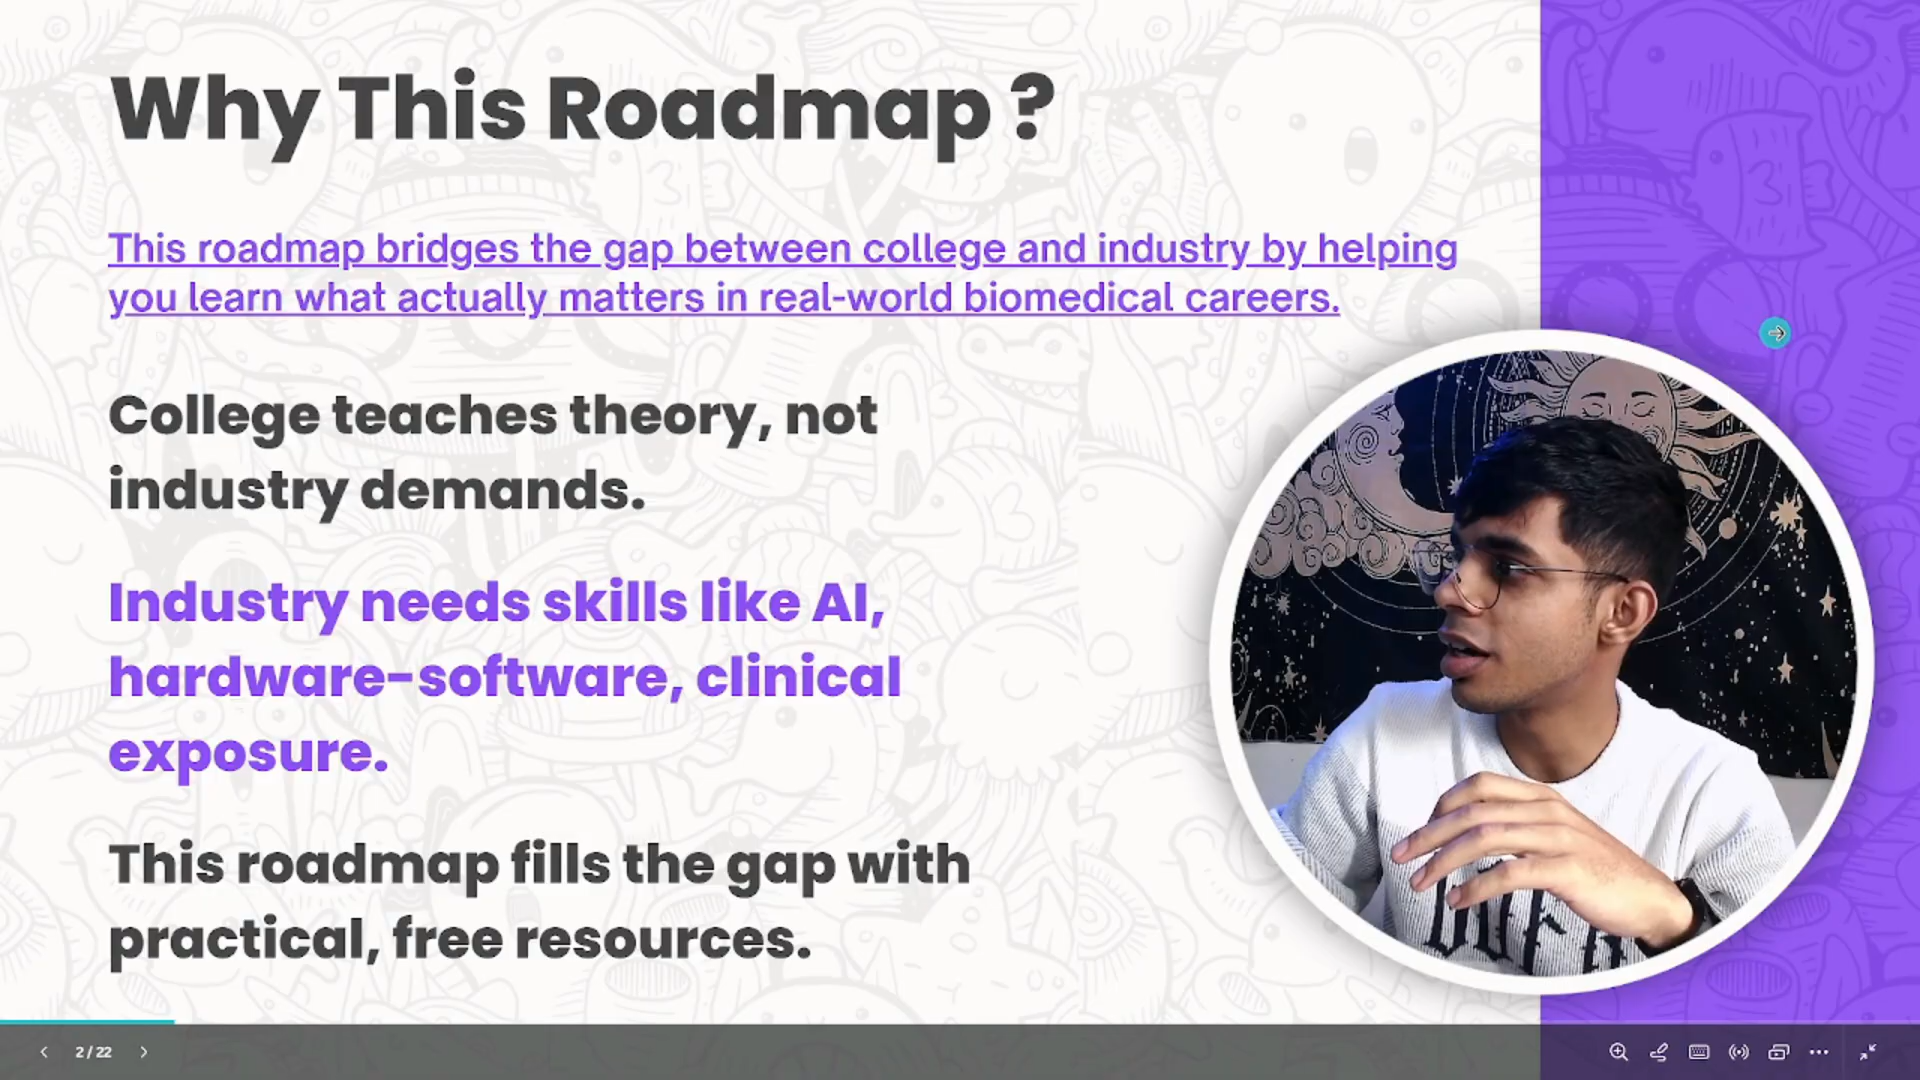 Why This Roadmap ?
This roadmap bridges the gap between college and industry by helping
you learn what actually matters in real-world biomedical careers.
College teaches theory, not
industry demands.
Industry needs skills like AI,
hardware-software, clinical
exposure.
This roadmap fills the gap with
practical, free resources.
2 / 22